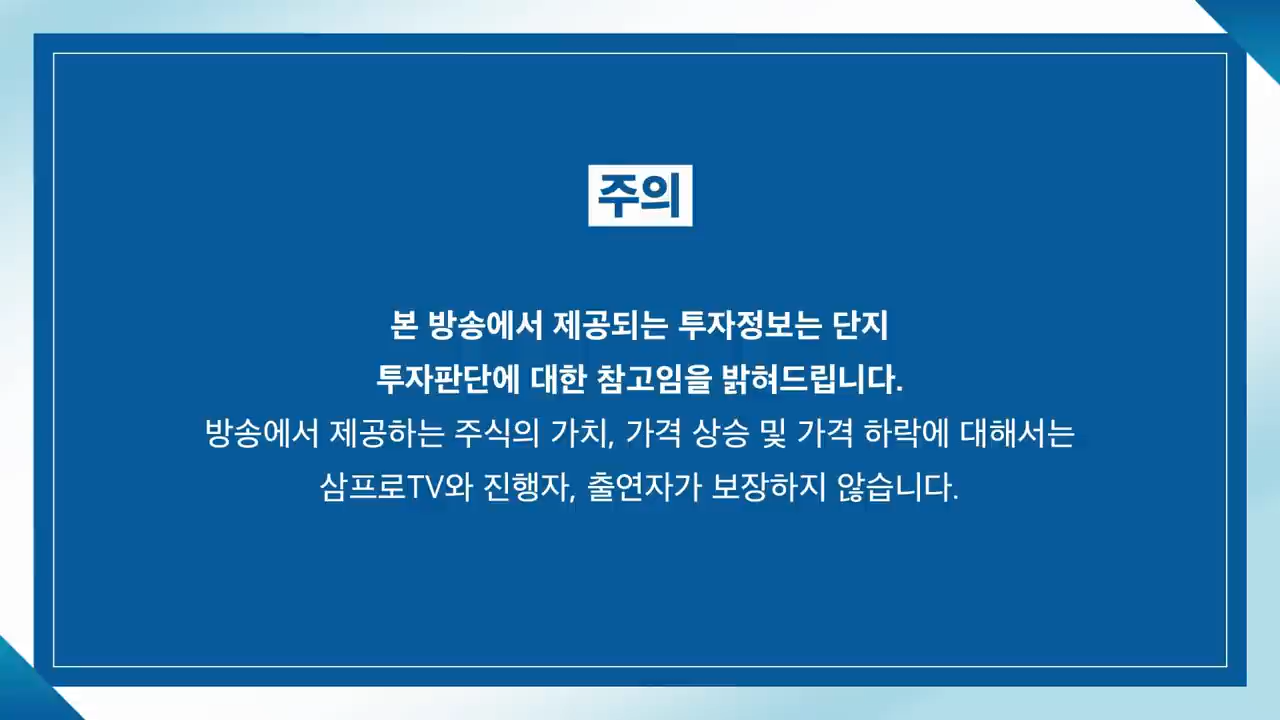 주의
본 방송에서 제공되는 투자정보는 단지
투자판단에 대한 참고임을 밝혀드립니다.
방송에서 제공하는 주식의 가치, 가격 상승 및 가격 하락에 대해서는
삼프로TV와 진행자, 출연자가 보장하지 않습니다.